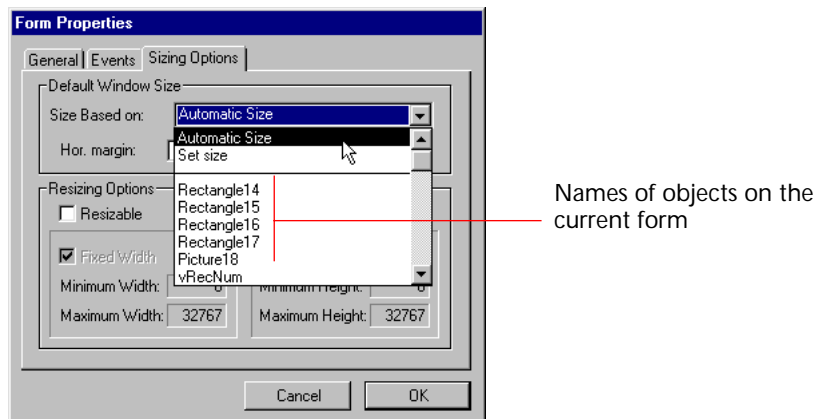 Form Properties
General Events Sizing Options
Default Window Size
Size Based on: Automatic Size
Automatic Size
Hor. margin: Set size
Resizing Options
Rectangle14
Rectangle15
Resizable
Rectangle16
Rectangle17
Fixed Width Picture18
vRecNum
Minimum Width: Minimum Height:
Maximum Width: 32767 Maximum Height: 32767
Cancel OK
Names of objects on the
current form